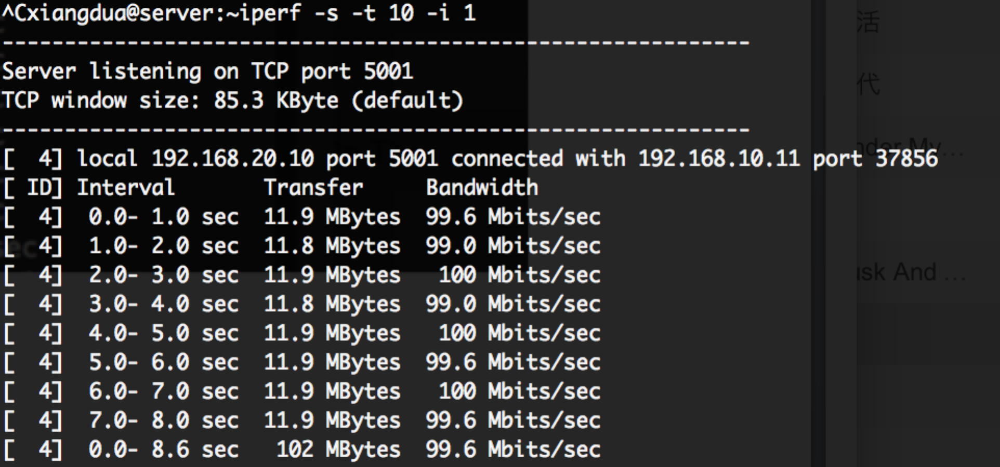 ^Cxiangdua@server:~iperf -s -t 10 -i 1
------------------------------------------------------------
Server listening on TCP port 5001
TCP window size: 85.3 KByte (default)
------------------------------------------------------------
[  4] local 192.168.20.10 port 5001 connected with 192.168.10.11 port 37856
[ ID] Interval       Transfer     Bandwidth
[  4]  0.0- 1.0 sec  11.9 MBytes  99.6 Mbits/sec
[  4]  1.0- 2.0 sec  11.8 MBytes  99.0 Mbits/sec
[  4]  2.0- 3.0 sec  11.9 MBytes   100 Mbits/sec
[  4]  3.0- 4.0 sec  11.8 MBytes  99.0 Mbits/sec
[  4]  4.0- 5.0 sec  11.9 MBytes   100 Mbits/sec
[  4]  5.0- 6.0 sec  11.9 MBytes  99.6 Mbits/sec
[  4]  6.0- 7.0 sec  11.9 MBytes   100 Mbits/sec
[  4]  7.0- 8.0 sec  11.9 MBytes  99.6 Mbits/sec
[  4]  0.0- 8.6 sec   102 MBytes  99.6 Mbits/sec
活
代
My...
And ...